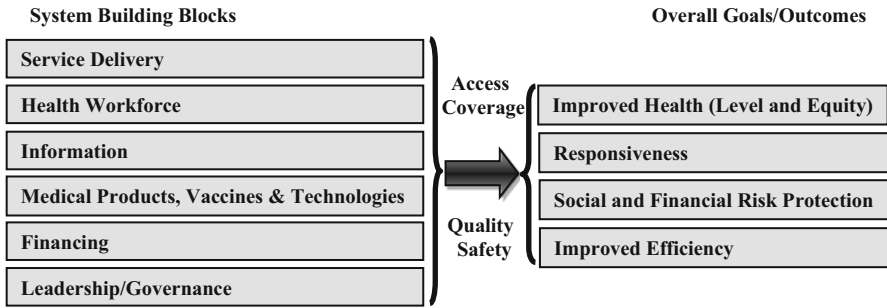 System Building Blocks
Service Delivery
Health Workforce
Information
Medical Products, Vaccines & Technologies
Financing
Leadership/Governance
Access
Coverage
Quality
Safety
Overall Goals/Outcomes
Improved Health (Level and Equity)
Responsiveness
Social and Financial Risk Protection
Improved Efficiency